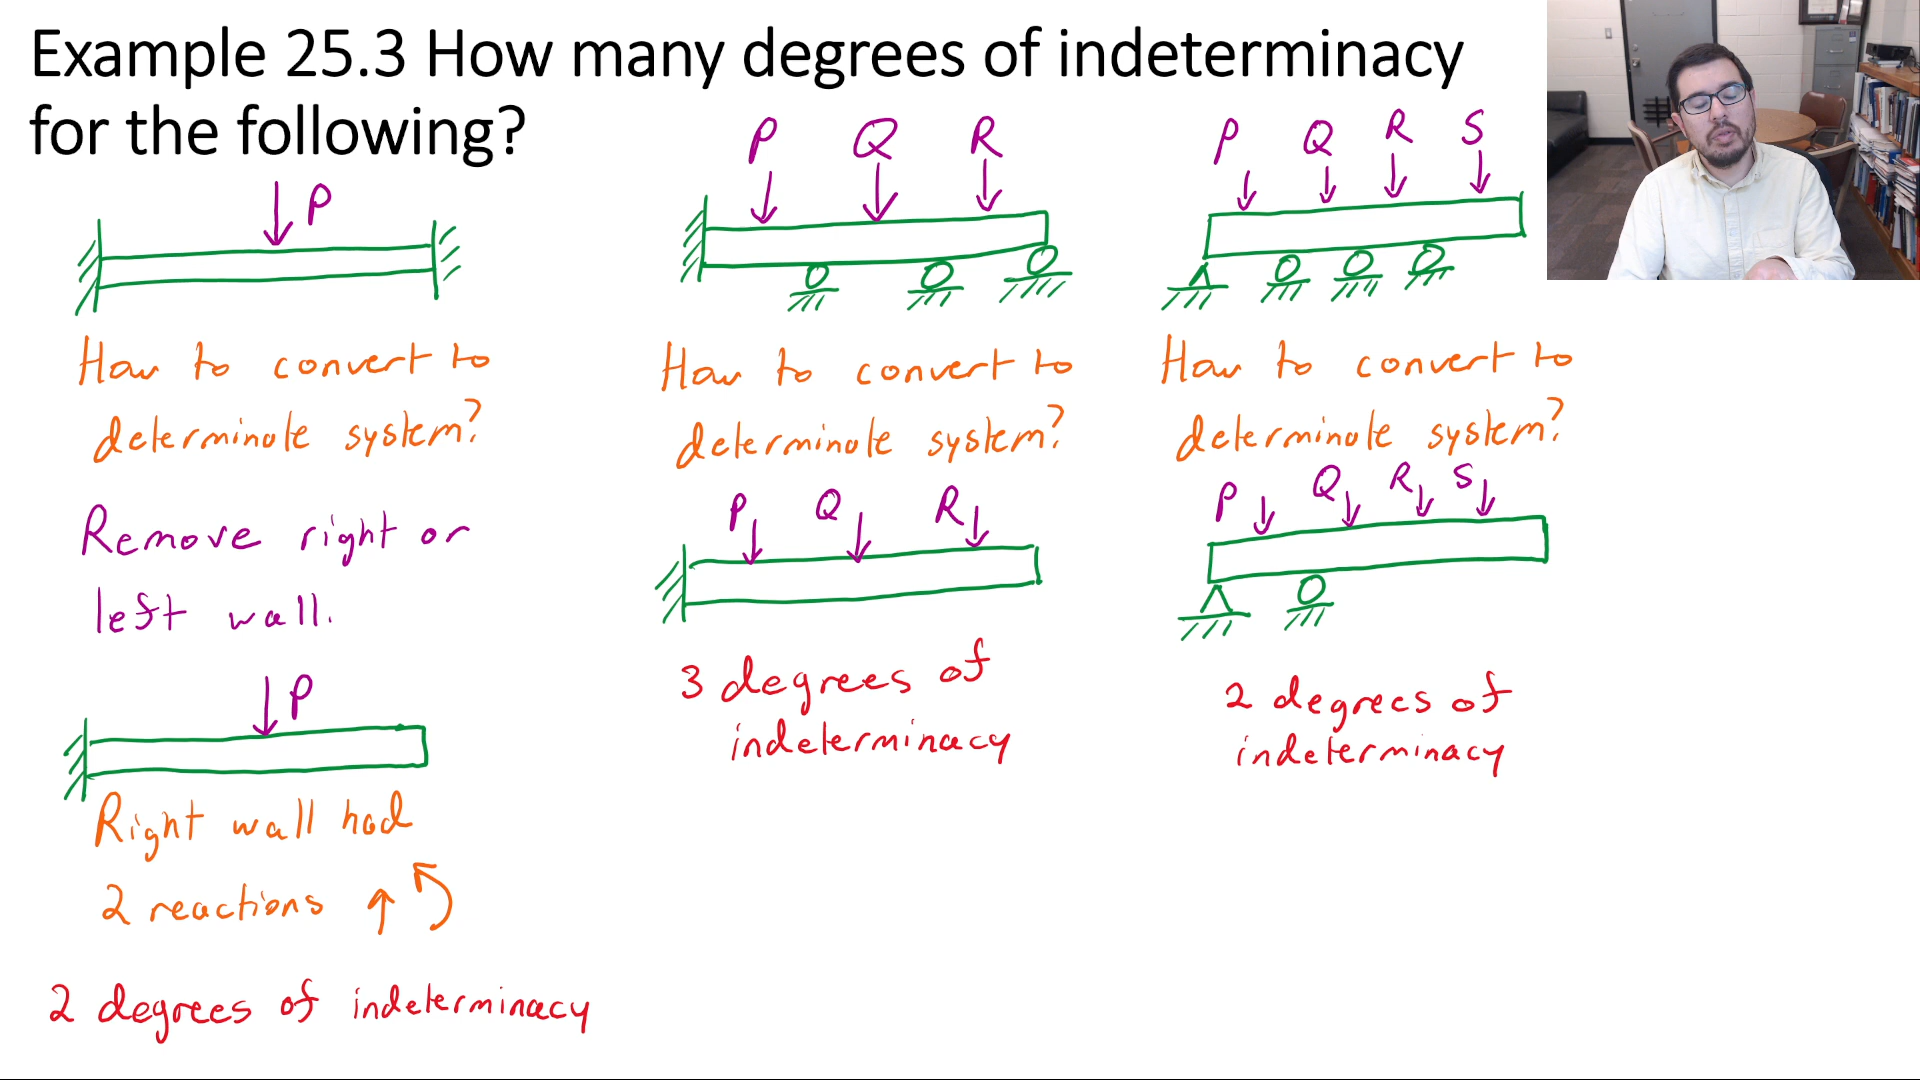 Example 25.3 How many degrees of indeterminacy
for the following?
P
How to convert to
determinate system?
Remove right or
left wall.
P
Right wall had
2 reactions
2 degrees of indeterminacy
P Q R
How to convert to
determinate system?
P Q R
3 degrees of
indeterminacy
P Q R S
How to convert to
determinate system?
P Q R S
2 degrees of
indeterminacy